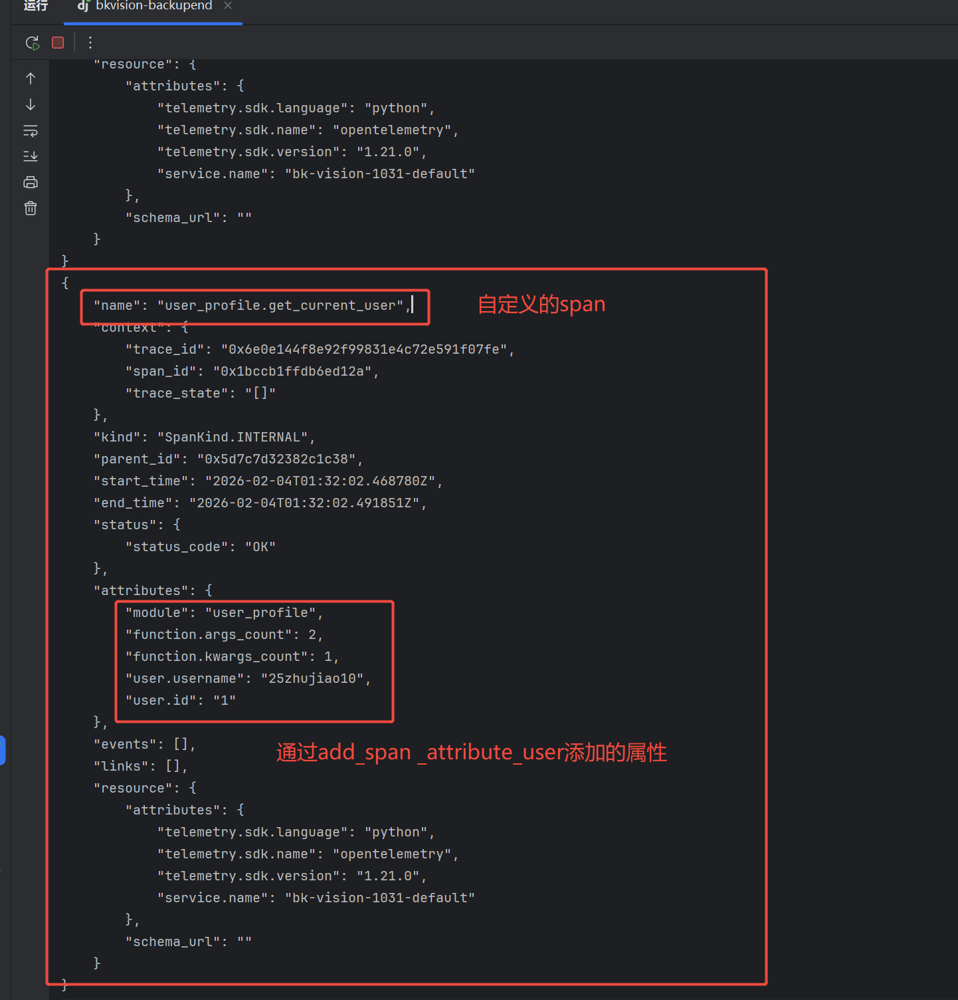 运行 bkvision-backupend
"resource": {
"attributes": {
"telemetry.sdk.language": "python",
"telemetry.sdk.name": "opentelemetry",
"telemetry.sdk.version": "1.21.0",
"service.name": "bk-vision-1031-default"
},
"schema_url": ""
}
}
{
"name": "user_profile.get_current_user", 自定义的span
"context": {
"trace_id": "0x6e0e144f8e92f99831e4c72e591f07fe",
"span_id": "0x1bccb1ffdb6ed12a",
"trace_state": "[]"
},
"kind": "SpanKind.INTERNAL",
"parent_id": "0x5d7c7d32382c1c38",
"start_time": "2026-02-04T01:32:02.468780Z",
"end_time": "2026-02-04T01:32:02.491851Z",
"status": {
"status_code": "OK"
},
"attributes": {
"module": "user_profile",
"function.args_count": 2,
"function.kwargs_count": 1,
"user.username": "25zhujiao10",
"user.id": "1"
},
"events": [],
通过add_span _attribute_user添加的属性
"links": [],
"resource": {
"attributes": {
"telemetry.sdk.language": "python",
"telemetry.sdk.name": "opentelemetry",
"telemetry.sdk.version": "1.21.0",
"service.name": "bk-vision-1031-default"
},
"schema_url": ""
}
}